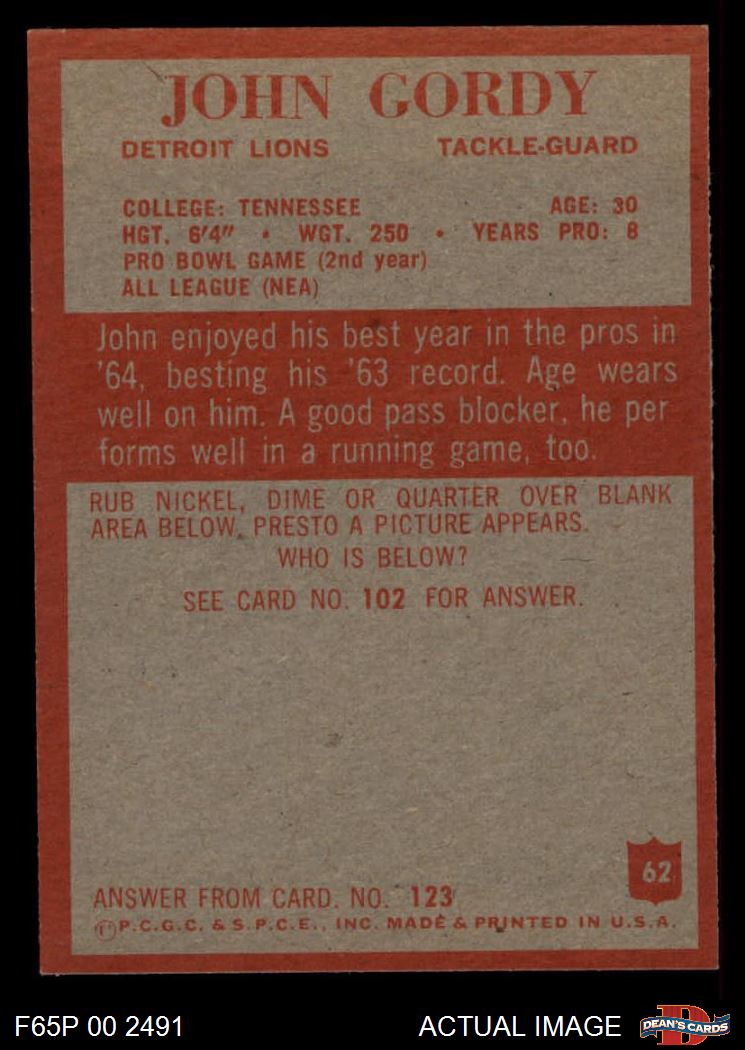 JOHN GORDY
DETROIT LIONS TACKLE-GUARD
COLLEGE: TENNESSEE AGE: 30
HGT. 6'4" • WGT. 250 • YEARS PRO: 8
PRO BOWL GAME (2nd year)
ALL LEAGUE (NEA)
John enjoyed his best year in the pros in
'64, besting his '63 record. Age wears
well on him. A good pass blocker, he per
forms well in a running game, too.
RUB NICKEL, DIME OR QUARTER OVER BLANK
AREA BELOW, PRESTO A PICTURE APPEARS.
WHO IS BELOW?
SEE CARD NO. 102 FOR ANSWER.
62
ANSWER FROM CARD. NO. 123
Ⓟ P.C.G.C. & S.P.C.E., INC. MADE & PRINTED IN U.S.A.
F65P 00 2491 ACTUAL IMAGE D DEAN'S CARDS